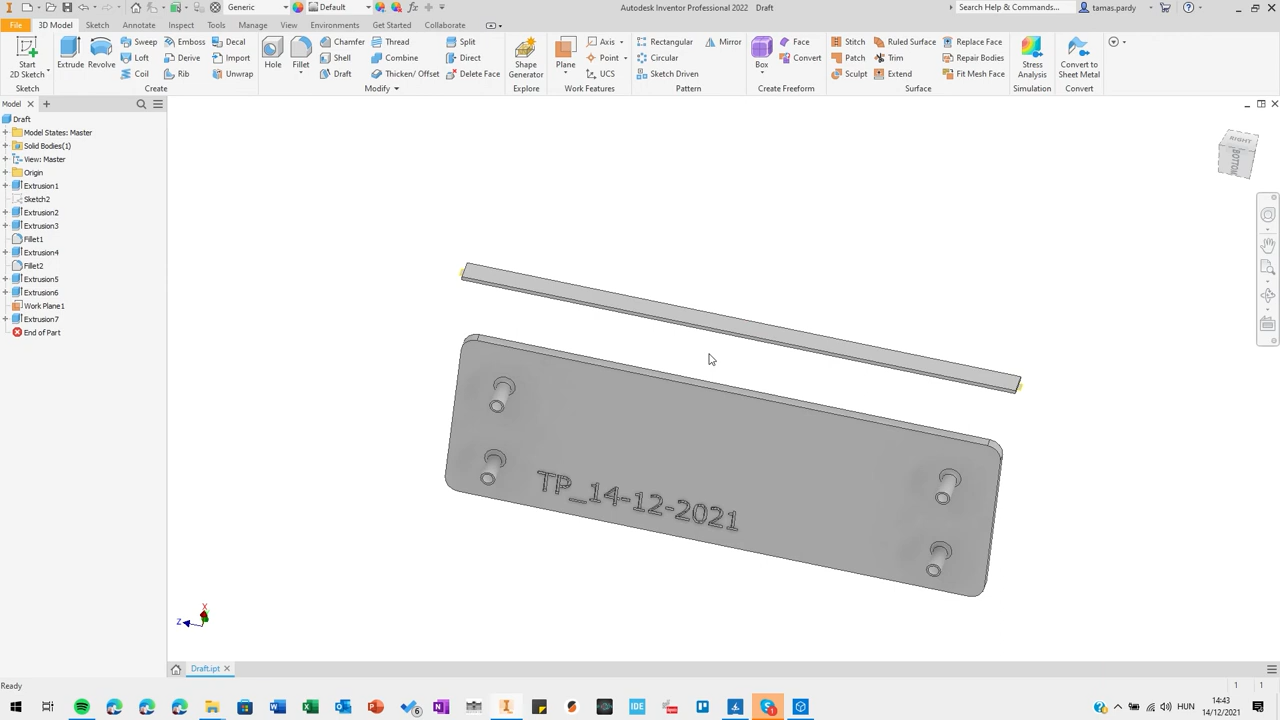 Generic
Default
Autodesk Inventor Professional 2022 Draft
Search Help & Commands...
tamas.pardy
File
3D Model
Sketch
Annotate
Inspect
Tools
Manage
View
Environments
Get Started
Collaborate
Start
2D Sketch
Extrude
Revolve
Sweep
Loft
Coil
Emboss
Derive
Rib
Decal
Import
Unwrap
Hole
Fillet
Chamfer
Shell
Draft
Thread
Combine
Thicken/ Offset
Split
Direct
Delete Face
Shape
Generator
Plane
Axis
Point
UCS
Rectangular
Circular
Sketch Driven
Mirror
Box
Face
Convert
Stitch
Patch
Sculpt
Ruled Surface
Trim
Extend
Replace Face
Repair Bodies
Fit Mesh Face
Stress
Analysis
Convert to
Sheet Metal
Sketch
Create
Modify
Explore
Work Features
Pattern
Create Freeform
Surface
Simulation
Convert
Model
Draft
Model States: Master
Solid Bodies(1)
View: Master
Origin
Extrusion1
Sketch2
Extrusion2
Extrusion3
Fillet1
Extrusion4
Fillet2
Extrusion5
Extrusion6
Work Plane1
Extrusion7
End of Part
RIGHT
BOTTOM
TP_14-12-2021
X
Z
Draft.ipt
Ready
1
1
14:43
HUN
14/12/2021